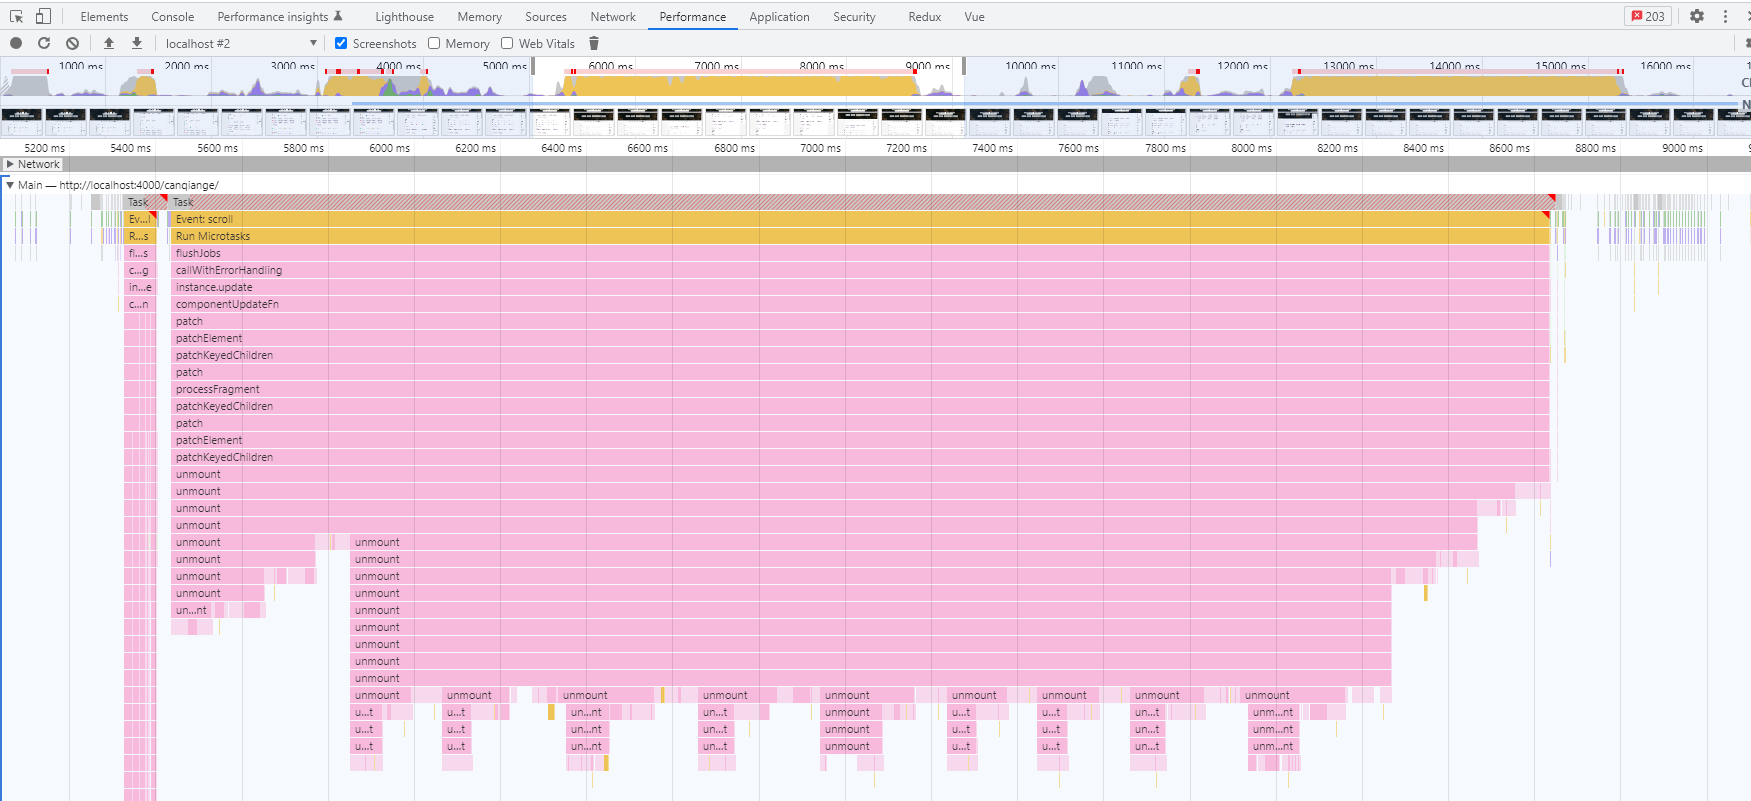 Elements Console Performance insights Lighthouse Memory Sources Network Performance Application Security Redux Vue 203
localhost #2 Screenshots Memory Web Vitals
1000 ms 2000 ms 3000 ms 4000 ms 5000 ms 6000 ms 7000 ms 8000 ms 9000 ms 10000 ms 11000 ms 12000 ms 13000 ms 14000 ms 15000 ms 16000 ms
5200 ms 5400 ms 5600 ms 5800 ms 6000 ms 6200 ms 6400 ms 6600 ms 6800 ms 7000 ms 7200 ms 7400 ms 7600 ms 7800 ms 8000 ms 8200 ms 8400 ms 8600 ms 8800 ms 9000 ms
Network
Main — http://localhost:4000/canqiange/
Task Task
Ev...l Event: scroll
R...s Run Microtasks
fl...s flushJobs
c...g callWithErrorHandling
in...e instance.update
c...n componentUpdateFn
patch
patchElement
patchKeyedChildren
patch
processFragment
patchKeyedChildren
patch
patchElement
patchKeyedChildren
unmount
unmount
unmount
unmount
unmount unmount
unmount unmount
unmount unmount
unmount unmount
un...nt unmount
unmount
unmount
unmount
unmount
unmount unmount unmount unmount unmount unmount unmount unmount unmount
u...t u...t un...nt un...t unmount u...t u...t un...t unm...nt
u...t u...t un...nt un...t unmount u...t u...t un...t unm...nt
u...t u...t un...nt un...t unmount u...t u...t un...t unm...nt